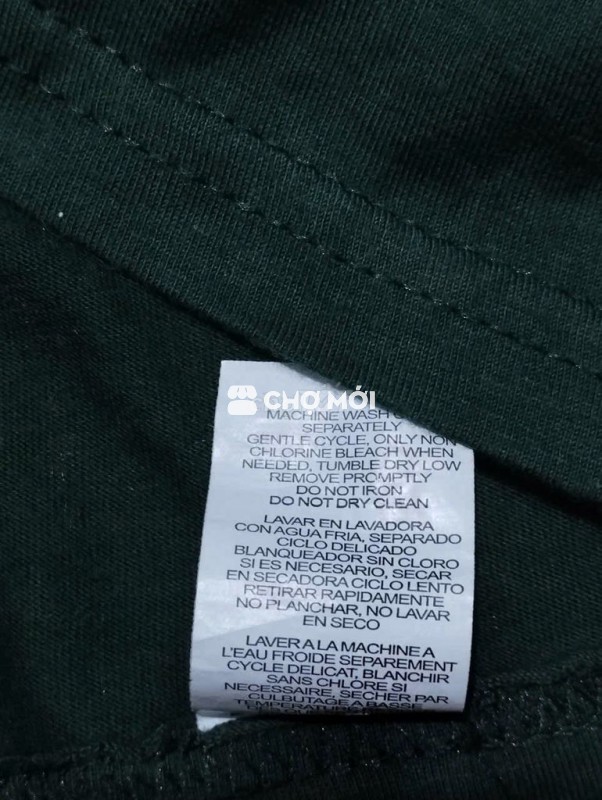 CHỢ MỚI
MACHINE WASH
SEPARATELY
GENTLE CYCLE, ONLY NON
CHLORINE BLEACH WHEN
NEEDED, TUMBLE DRY LOW
REMOVE PROMPTLY
DO NOT IRON
DO NOT DRY CLEAN
LAVAR EN LAVADORA
CON AGUA FRIA, SEPARADO
CICLO DELICADO
BLANQUEADOR SIN CLORO
SI ES NECESARIO, SECAR
EN SECADORA CICLO LENTO
RETIRAR RAPIDAMENTE
NO PLANCHAR, NO LAVAR
EN SECO
LAVER A LA MACHINE A
L'EAU FROIDE SEPAREMENT
CYCLE DELICAT, BLANCHIR
SANS CHLORE SI
NECESSAIRE, SECHER PAR
CULBUTAGE A BASSE
TEMPERATURE